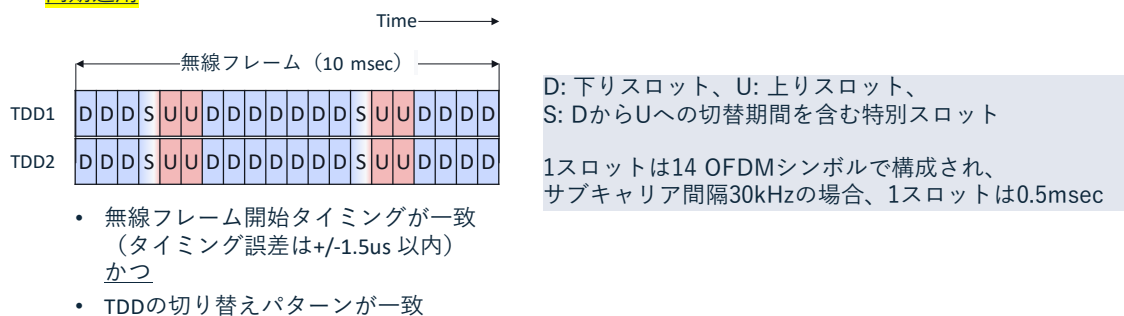 Time
無線フレーム（10 msec）
TDD1 D D D S U U D D D D D D D S U U D D D D
TDD2 D D D S U U D D D D D D D S U U D D D D
• 無線フレーム開始タイミングが一致
（タイミング誤差は+/-1.5us 以内）
かつ
• TDDの切り替えパターンが一致
D: 下りスロット、U: 上りスロット、
S: DからUへの切替期間を含む特別スロット
1スロットは14 OFDMシンボルで構成され、
サブキャリア間隔30kHzの場合、1スロットは0.5msec